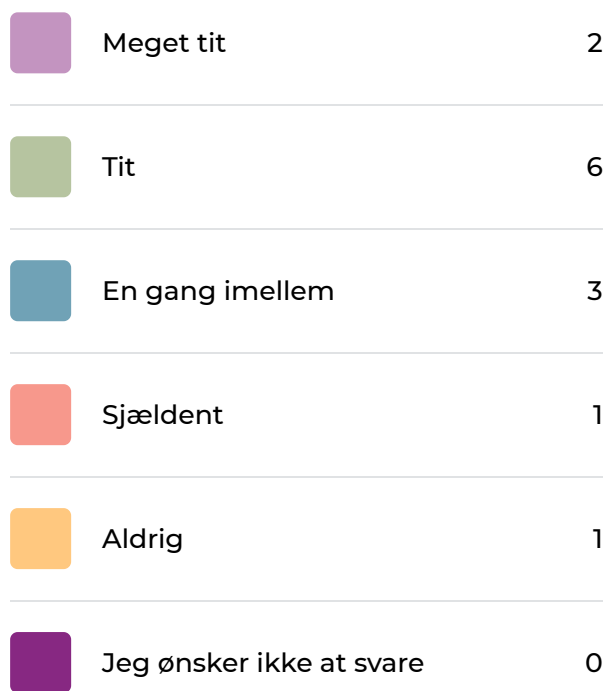 Meget tit 2
Tit 6
En gang imellem 3
Sjældent 1
Aldrig 1
Jeg ønsker ikke at svare 0